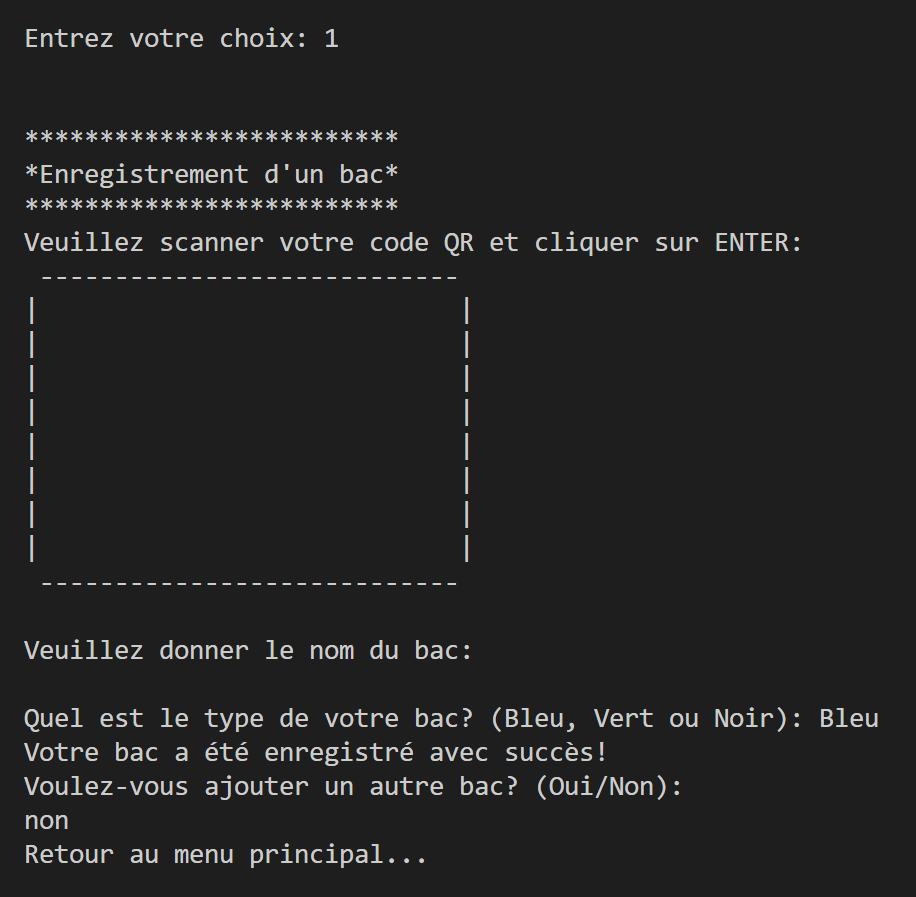 Entrez votre choix: 1
*************************
*Enregistrement d'un bac*
*************************
Veuillez scanner votre code QR et cliquer sur ENTER:
 ----------------------------
|                            |
|                            |
|                            |
|                            |
|                            |
|                            |
|                            |
|                            |
 ----------------------------
Veuillez donner le nom du bac:
Quel est le type de votre bac? (Bleu, Vert ou Noir): Bleu
Votre bac a été enregistré avec succès!
Voulez-vous ajouter un autre bac? (Oui/Non):
non
Retour au menu principal...